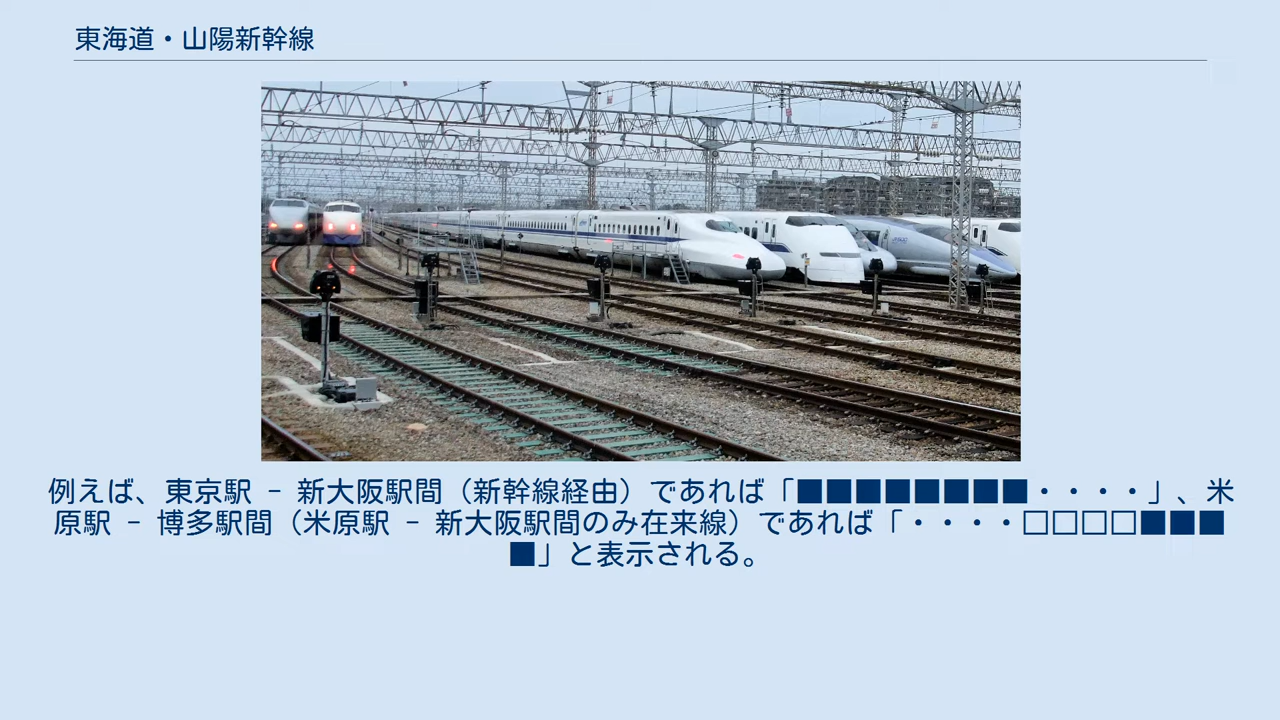 東海道・山陽新幹線
例えば、東京駅 － 新大阪駅間（新幹線経由）であれば「■■■■■■■■・・・・」、米
原駅 － 博多駅間（米原駅 － 新大阪駅間のみ在来線）であれば「・・・・□□□□■■■
■」と表示される。